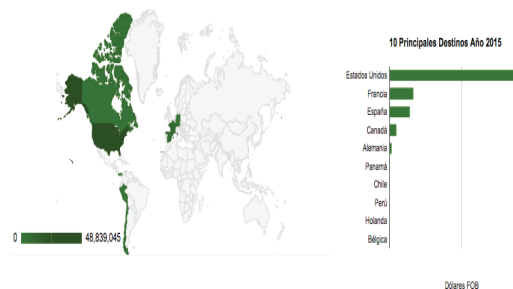 10 Principales Destinos Año 2015
Estados Unidos
Francia
España
Canadá
Alemania
Panamá
Chile
Perú
Holanda
Bélgica
0
48,839,045
Dólares FOB